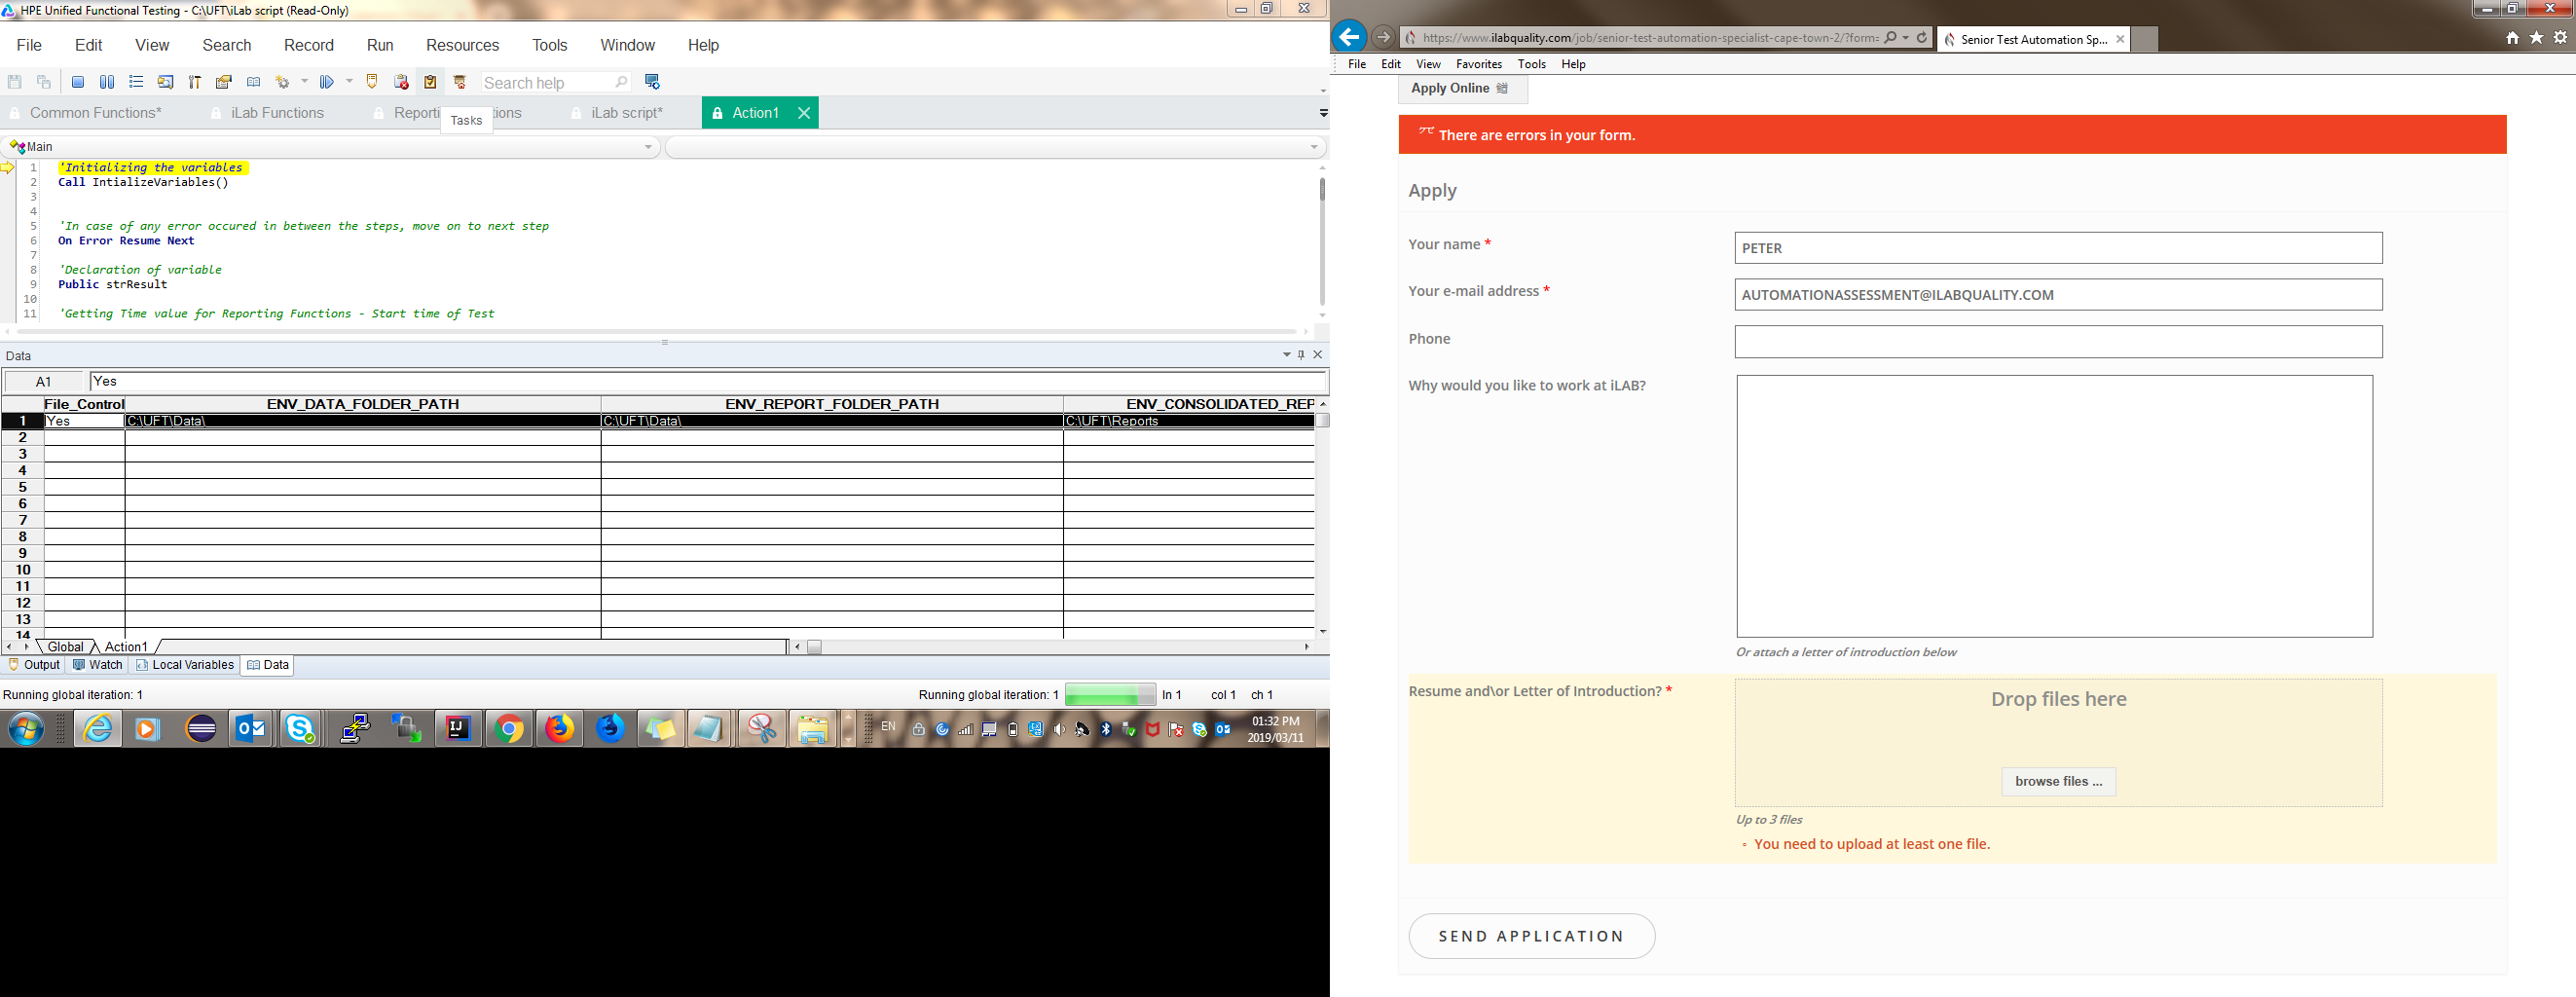 HPE Unified Functional Testing - C:\UFT\iLab script (Read-Only)
File Edit View Search Record Run Resources Tools Window Help
Search help
Common Functions* iLab Functions Reporti tions iLab script* Action1
Tasks
Main
1 'Initializing the variables
2 Call IntializeVariables()
3
4
5 'In case of any error occured in between the steps, move on to next step
6 On Error Resume Next
7
8 'Declaration of variable
9 Public strResult
10
11 'Getting Time value for Reporting Functions - Start time of Test
Data
A1 Yes
File_Control ENV_DATA_FOLDER_PATH ENV_REPORT_FOLDER_PATH ENV_CONSOLIDATED_REP
1 Yes C:\UFT\Data\ C:\UFT\Data\ C:\UFT\Reports
2
3
4
5
6
7
8
9
10
11
12
13
14
Global Action1
Output Watch Local Variables Data
Running global iteration: 1 Running global iteration: 1 ln 1 col 1 ch 1
EN 01:32 PM
2019/03/11
https://www.ilabquality.com/job/senior-test-automation-specialist-cape-town-2/?form= Senior Test Automation Sp...
File Edit View Favorites Tools Help
Apply Online
There are errors in your form.
Apply
Your name * PETER
Your e-mail address * AUTOMATIONASSESSMENT@ILABQUALITY.COM
Phone
Why would you like to work at iLAB?
Or attach a letter of introduction below
Resume and\or Letter of Introduction? * Drop files here
browse files ...
Up to 3 files
You need to upload at least one file.
SEND APPLICATION